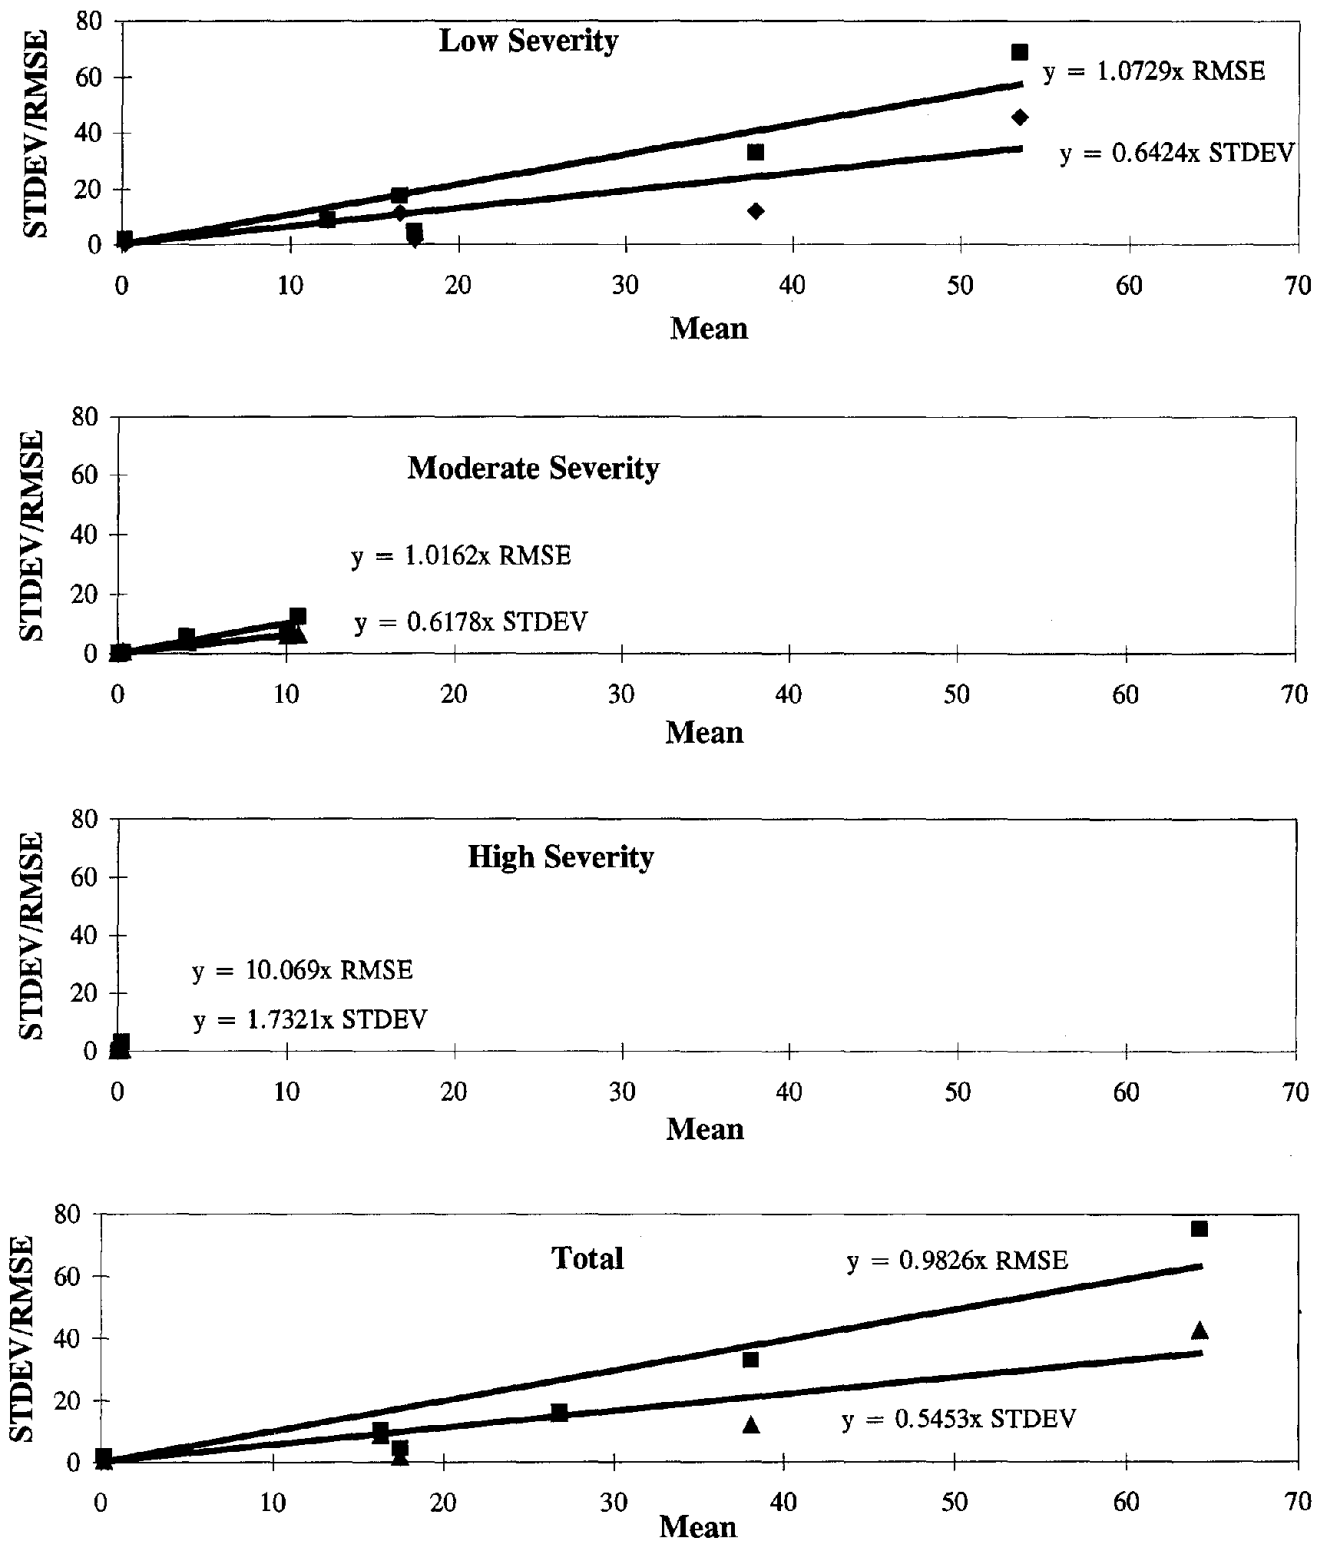 Low Severity
STDEV/RMSE
80
60
40
20
0
y = 1.0729x RMSE
y = 0.6424x STDEV
0 10 20 30 40 50 60 70
Mean
Moderate Severity
STDEV/RMSE
80
60
40
20
0
y = 1.0162x RMSE
y = 0.6178x STDEV
0 10 20 30 40 50 60 70
Mean
High Severity
STDEV/RMSE
80
60
40
20
0
y = 10.069x RMSE
y = 1.7321x STDEV
0 10 20 30 40 50 60 70
Mean
Total
STDEV/RMSE
80
60
40
20
0
y = 0.9826x RMSE
y = 0.5453x STDEV
0 10 20 30 40 50 60 70
Mean